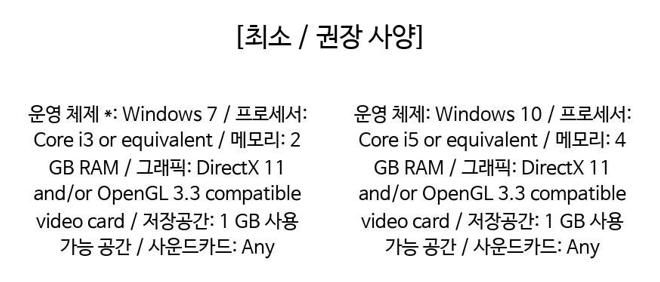 [최소 / 권장 사양]
운영 체제 *: Windows 7 / 프로세서:
Core i3 or equivalent / 메모리: 2
GB RAM / 그래픽: DirectX 11
and/or OpenGL 3.3 compatible
video card / 저장공간: 1 GB 사용
가능 공간 / 사운드카드: Any
운영 체제: Windows 10 / 프로세서:
Core i5 or equivalent / 메모리: 4
GB RAM / 그래픽: DirectX 11
and/or OpenGL 3.3 compatible
video card / 저장공간: 1 GB 사용
가능 공간 / 사운드카드: Any